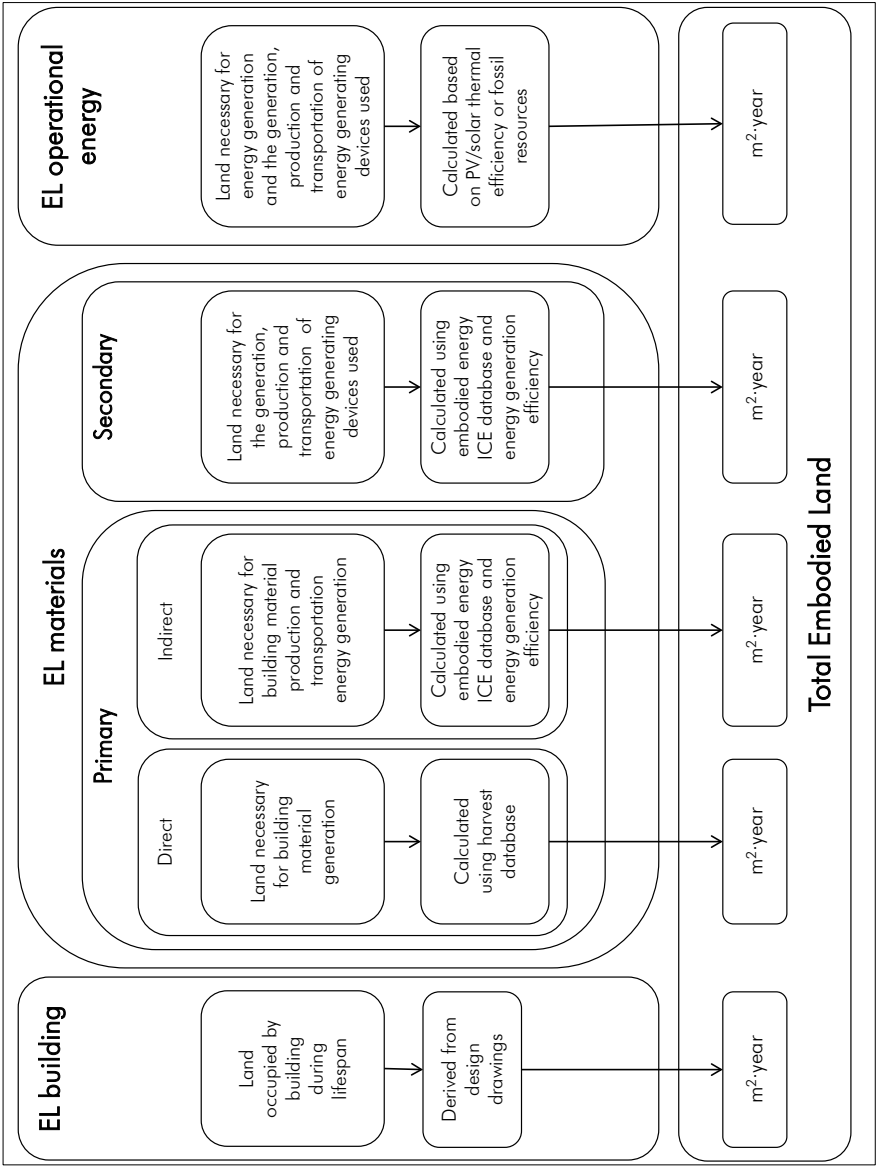 EL building
Land
occupied by
building
during
lifespan
Derived from
design
drawings
m²·year
EL materials
Primary
Direct
Land necessary
for building
material
generation
Calculated
using harvest
database
m²·year
Indirect
Land necessary for
building material
production and
transportation
energy generation
Calculated using
embodied energy
ICE database and
energy generation
efficiency
m²·year
Secondary
Land necessary for
the generation,
production and
transportation of
energy generating
devices used
Calculated using
embodied energy
ICE database and
energy generation
efficiency
m²·year
EL operational
energy
Land necessary for
energy generation
and the generation,
production and
transportation of
energy generating
devices used
Calculated based
on PV/solar thermal
efficiency or fossil
resources
m²·year
Total Embodied Land